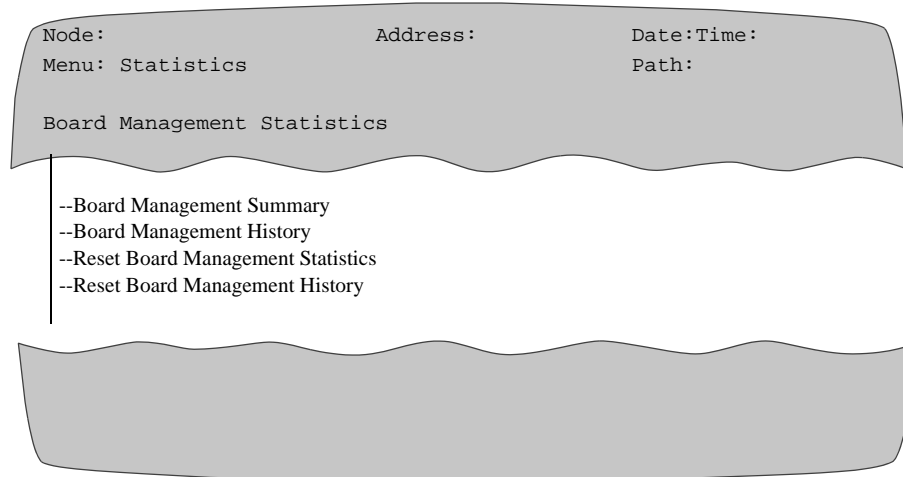 Node: Address: Date:Time:
Menu: Statistics Path:
Board Management Statistics
--Board Management Summary
--Board Management History
--Reset Board Management Statistics
--Reset Board Management History